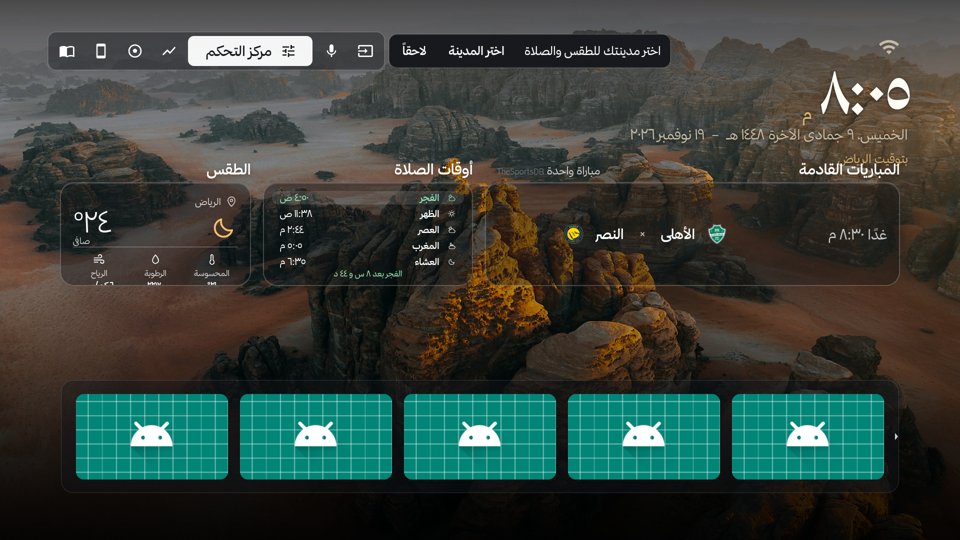 اختر مدينتك للطقس والصلاة
اختر المدينة
لاحقاً
مركز التحكم
٨:٠٥ م
الخميس، ٩ جمادى الآخرة ١٤٤٨ هـ – ١٩ نوفمبر ٢٠٢٦
بتوقيت الرياض
المباريات القادمة
مباراة واحدة TheSportsDB
غدًا ٨:٣٠ م
الأهلي × النصر
أوقات الصلاة
الفجر ٤:٥٠ ص
الظهر ١١:٣٨ ص
العصر ٢:٤٤ م
المغرب ٥:٠٥ م
العشاء ٦:٣٥ م
الفجر بعد ٨ س و ٤٤ د
الطقس
الرياض
٢٤°
صافي
المحسوسة
الرطوبة
الرياح